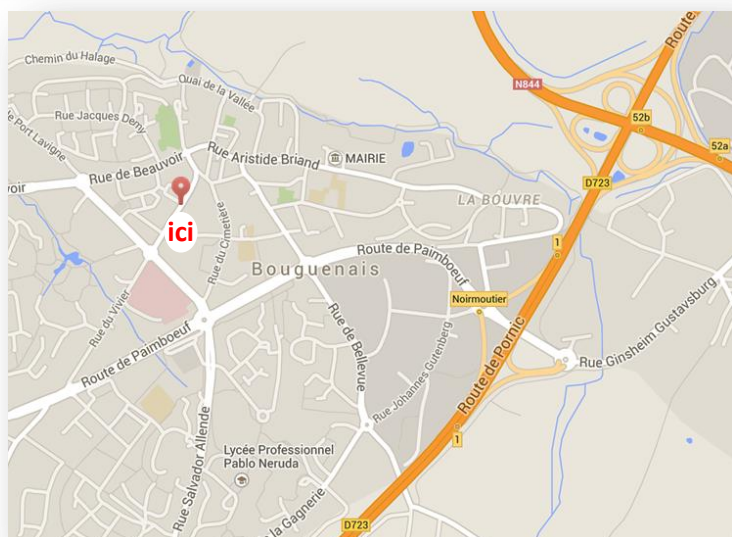 Route
Chemin du Halage
Quai de la Vallée
N844
Rue Jacques Deny
52b
de Port Lavigne
52a
Rue Aristide Briand
MAIRIE
Rue de Beauvoir
D723
voir
LA BOUVRE
ici
Rue du Cimetière
Route de Paimboeuf
1
Bouguenais
Noirmoutier
Rue du Vivier
Rue Ginsheim Gustavsburg
Route de Paimboeuf
Rue de Bellevue
Rue Johannes Gutenberg
Route de Pornic
Rue Salvador Allende
1
Lycée Professionnel
Pablo Neruda
la Gagnerie
D723